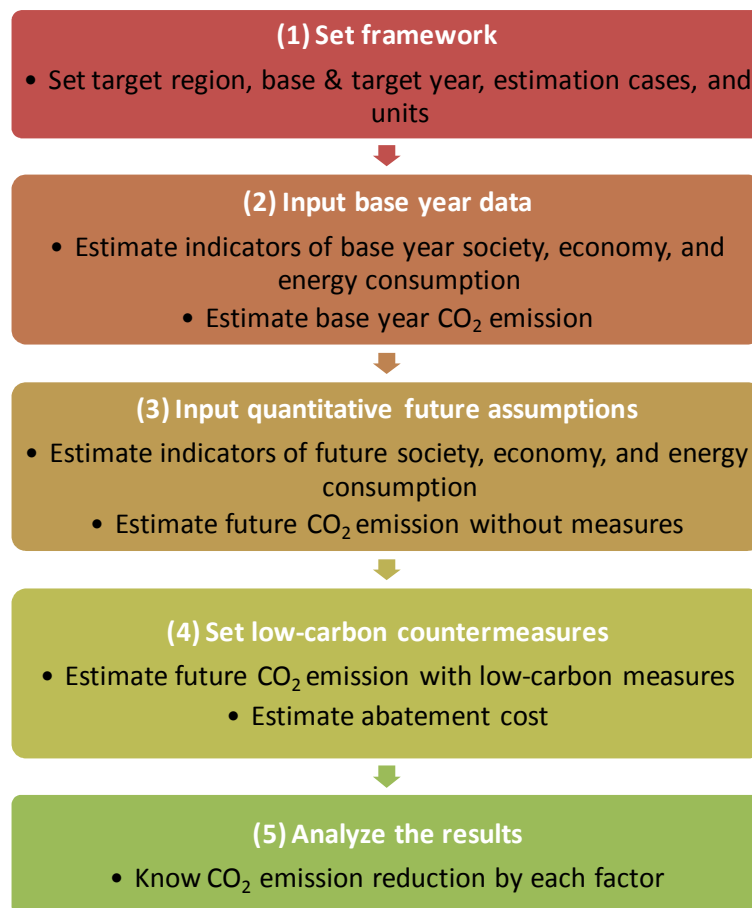 (1) Set framework
• Set target region, base & target year, estimation cases, and
units
(2) Input base year data
• Estimate indicators of base year society, economy, and
energy consumption
• Estimate base year CO₂ emission
(3) Input quantitative future assumptions
• Estimate indicators of future society, economy, and energy
consumption
• Estimate future CO₂ emission without measures
(4) Set low-carbon countermeasures
• Estimate future CO₂ emission with low-carbon measures
• Estimate abatement cost
(5) Analyze the results
• Know CO₂ emission reduction by each factor